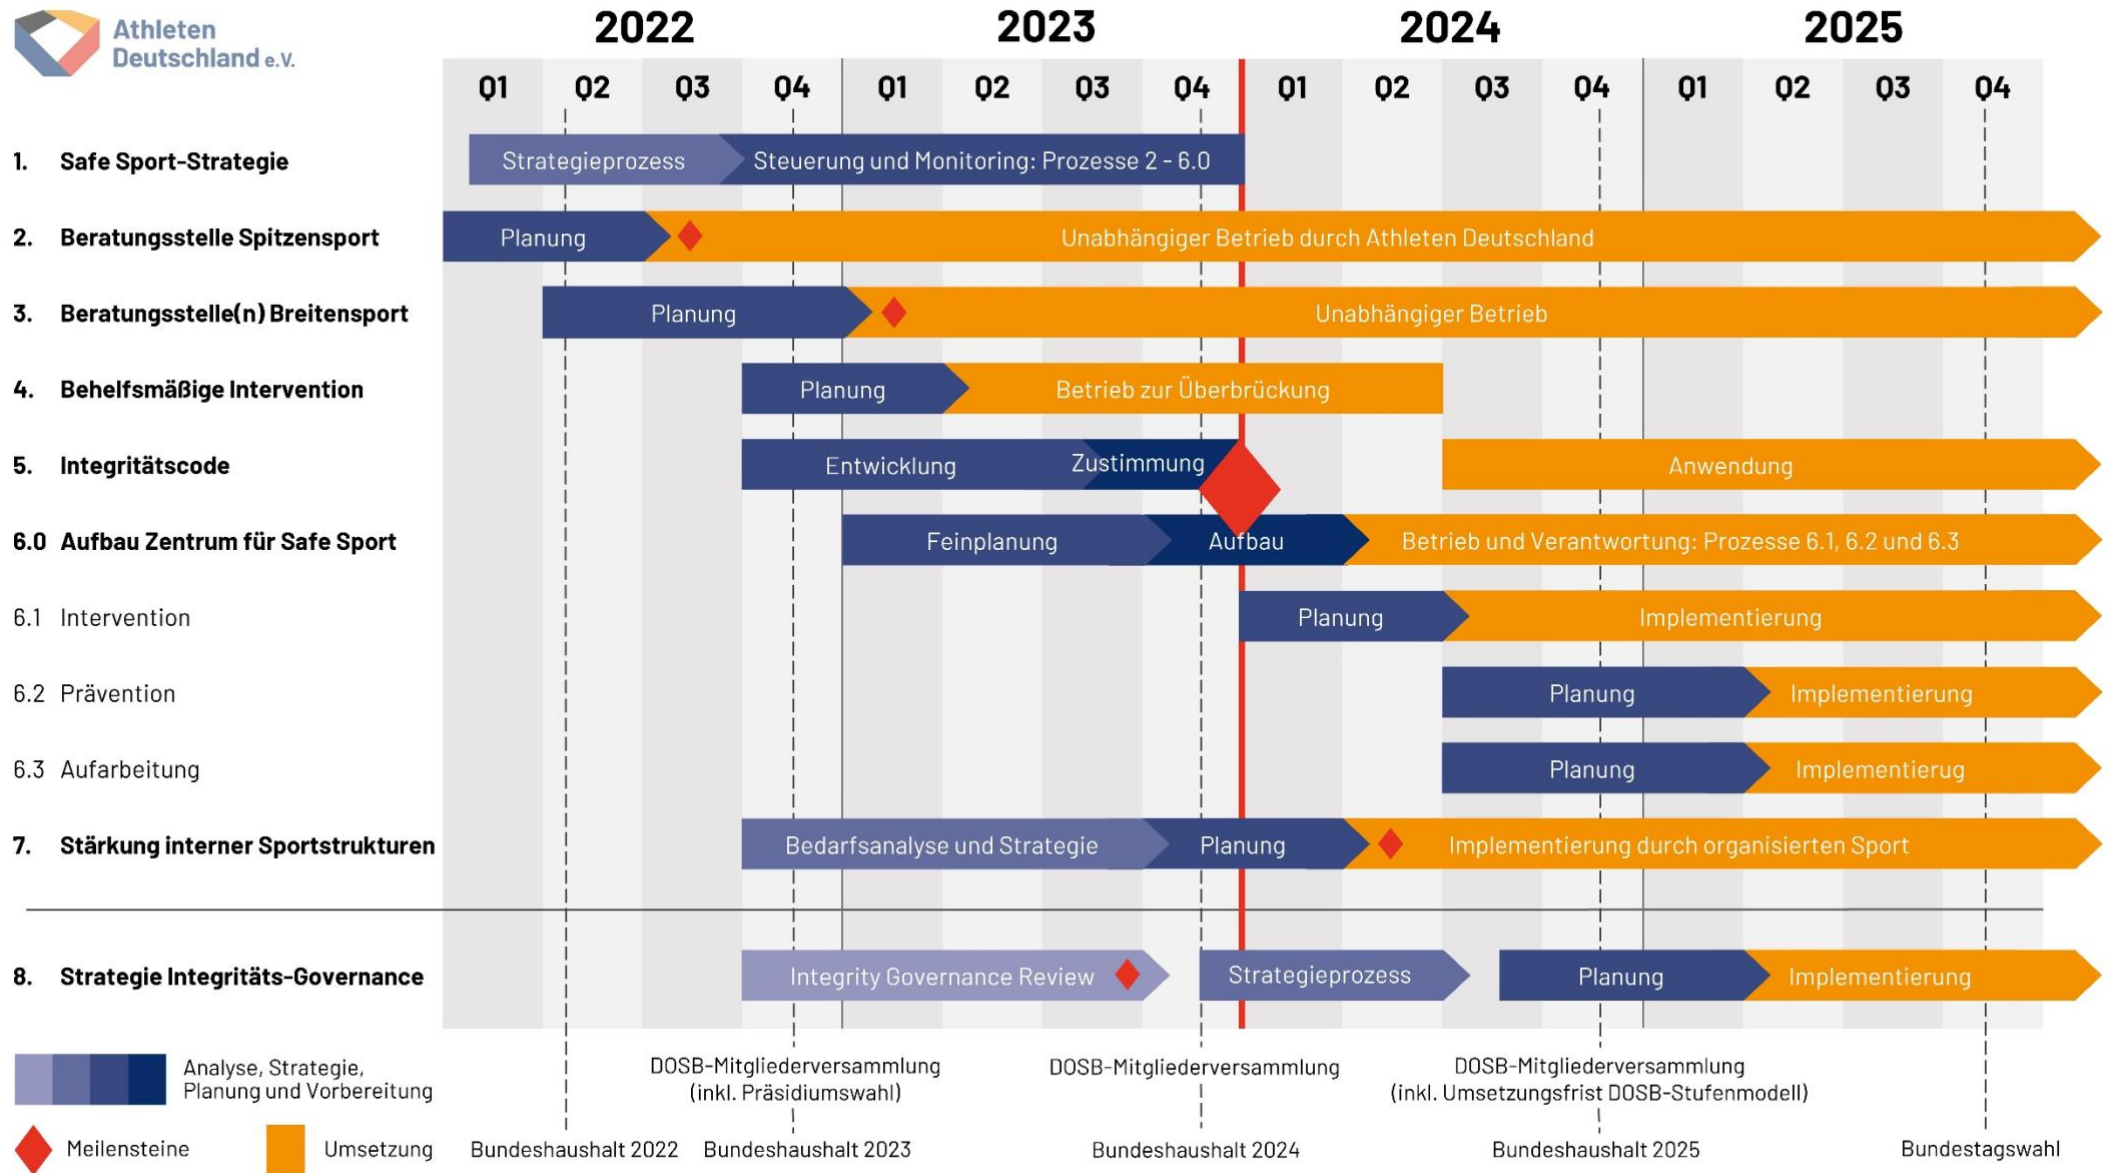 Athleten
Deutschland e.V.
2022 2023 2024 2025
Q1 Q2 Q3 Q4 Q1 Q2 Q3 Q4 Q1 Q2 Q3 Q4 Q1 Q2 Q3 Q4
1. Safe Sport-Strategie Strategieprozess Steuerung und Monitoring: Prozesse 2 - 6.0
2. Beratungsstelle Spitzensport Planung Unabhängiger Betrieb durch Athleten Deutschland
3. Beratungsstelle(n) Breitensport Planung Unabhängiger Betrieb
4. Behelfsmäßige Intervention Planung Betrieb zur Überbrückung
5. Integritätscode Entwicklung Zustimmung Anwendung
6.0 Aufbau Zentrum für Safe Sport Feinplanung Aufbau Betrieb und Verantwortung: Prozesse 6.1, 6.2 und 6.3
6.1 Intervention Planung Implementierung
6.2 Prävention Planung Implementierung
6.3 Aufarbeitung Planung Implementierug
7. Stärkung interner Sportstrukturen Bedarfsanalyse und Strategie Planung Implementierung durch organisierten Sport
8. Strategie Integritäts-Governance Integrity Governance Review Strategieprozess Planung Implementierung
Analyse, Strategie,
Planung und Vorbereitung
Meilensteine Umsetzung
DOSB-Mitgliederversammlung
(inkl. Präsidiumswahl)
DOSB-Mitgliederversammlung
DOSB-Mitgliederversammlung
(inkl. Umsetzungsfrist DOSB-Stufenmodell)
Bundeshaushalt 2022 Bundeshaushalt 2023 Bundeshaushalt 2024 Bundeshaushalt 2025 Bundestagswahl